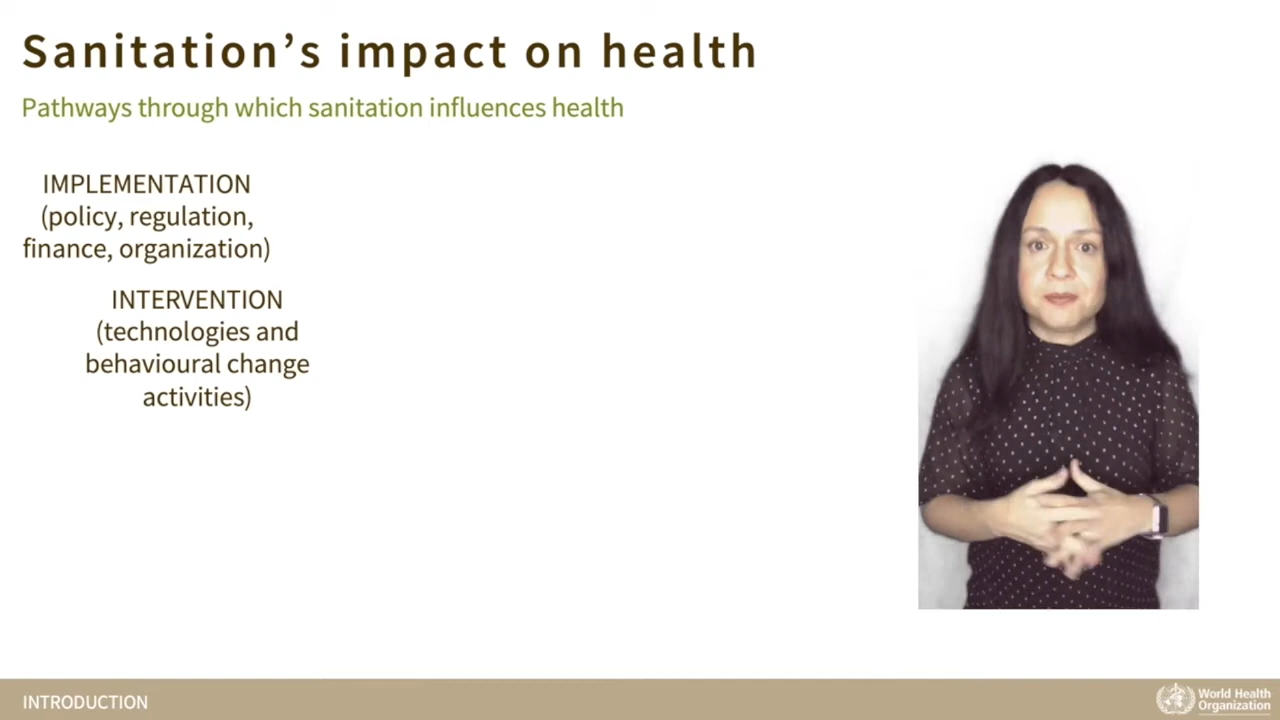 Sanitation’s impact on health
Pathways through which sanitation influences health
IMPLEMENTATION
(policy, regulation,
finance, organization)
INTERVENTION
(technologies and
behavioural change
activities)
INTRODUCTION
World Health
Organization